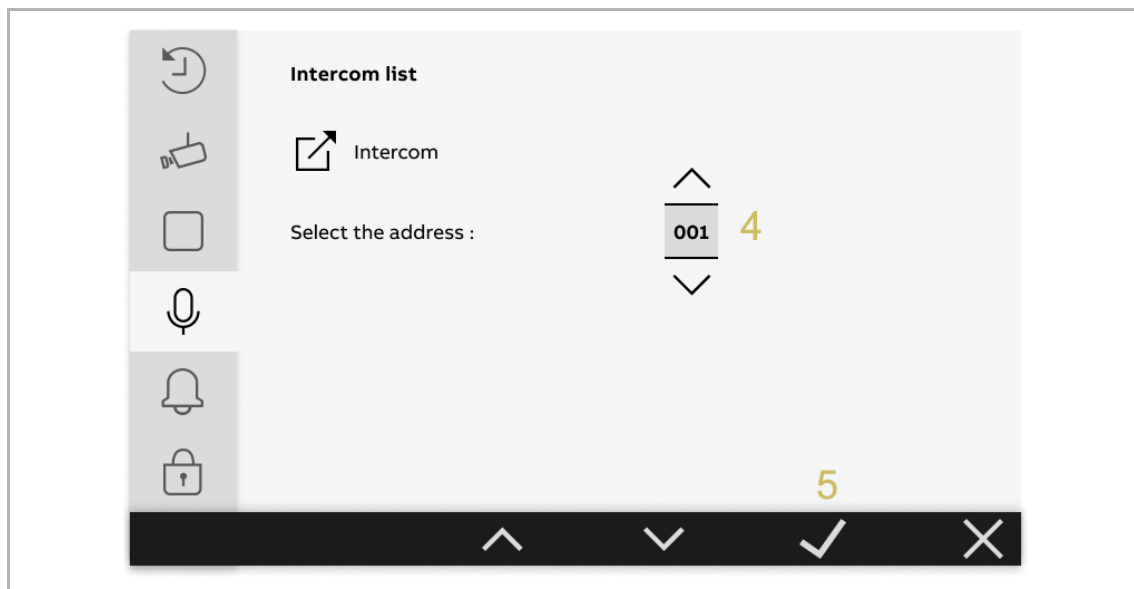 Intercom list
Intercom
Select the address :
001
4
5